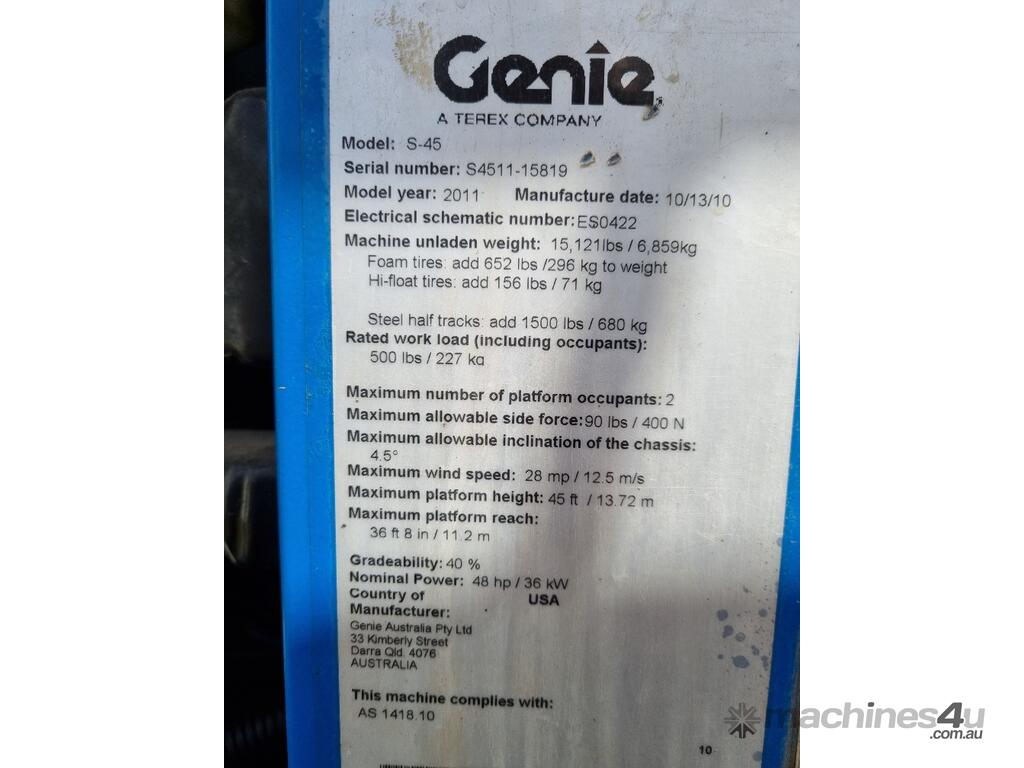 Genie
A TEREX COMPANY
Model: S-45
Serial number: S4511-15819
Model year: 2011 Manufacture date: 10/13/10
Electrical schematic number: ES0422
Machine unladen weight: 15,121lbs / 6,859kg
Foam tires: add 652 lbs /296 kg to weight
Hi-float tires: add 156 lbs / 71 kg
Steel half tracks: add 1500 lbs / 680 kg
Rated work load (including occupants):
500 lbs / 227 kg
Maximum number of platform occupants: 2
Maximum allowable side force: 90 lbs / 400 N
Maximum allowable inclination of the chassis:
4.5°
Maximum wind speed: 28 mp / 12.5 m/s
Maximum platform height: 45 ft / 13.72 m
Maximum platform reach:
36 ft 8 in / 11.2 m
Gradeability: 40 %
Nominal Power: 48 hp / 36 kW
Country of USA
Manufacturer:
Genie Australia Pty Ltd
33 Kimberly Street
Darra Qld. 4076
AUSTRALIA
This machine complies with:
AS 1418.10
10
machines4u
.com.au